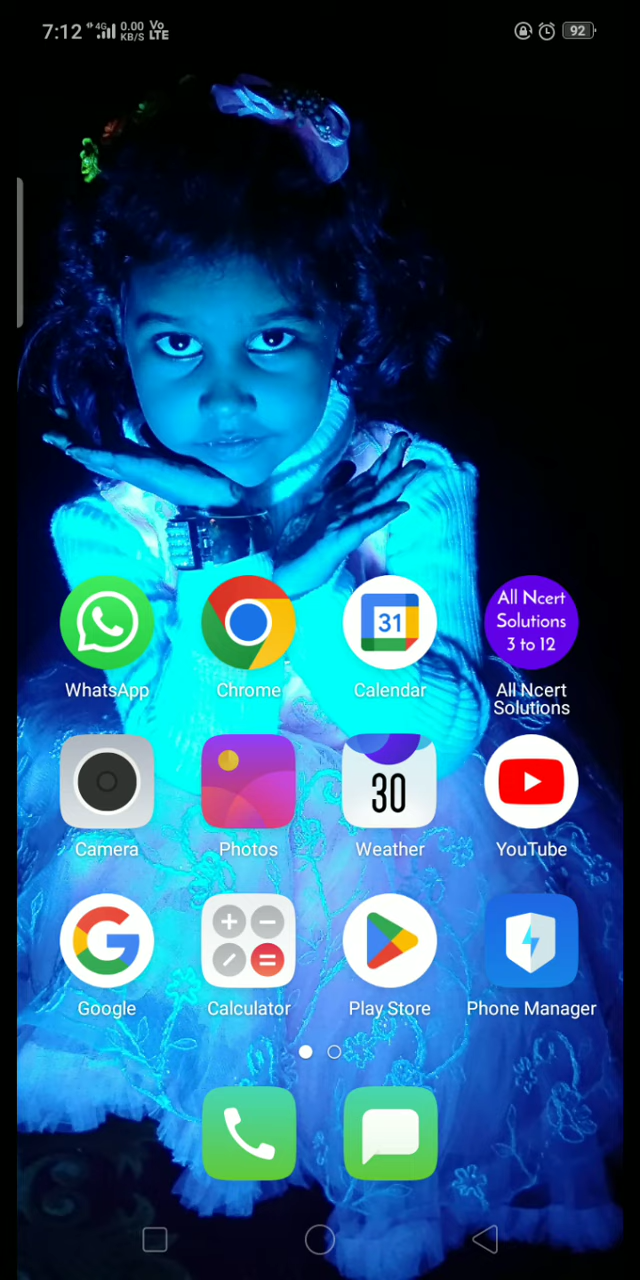 7:12 4G 0.00 KB/S Vo LTE 92
All Ncert
Solutions
3 to 12
31
WhatsApp Chrome Calendar All Ncert Solutions
30
Camera Photos Weather YouTube
Google Calculator Play Store Phone Manager